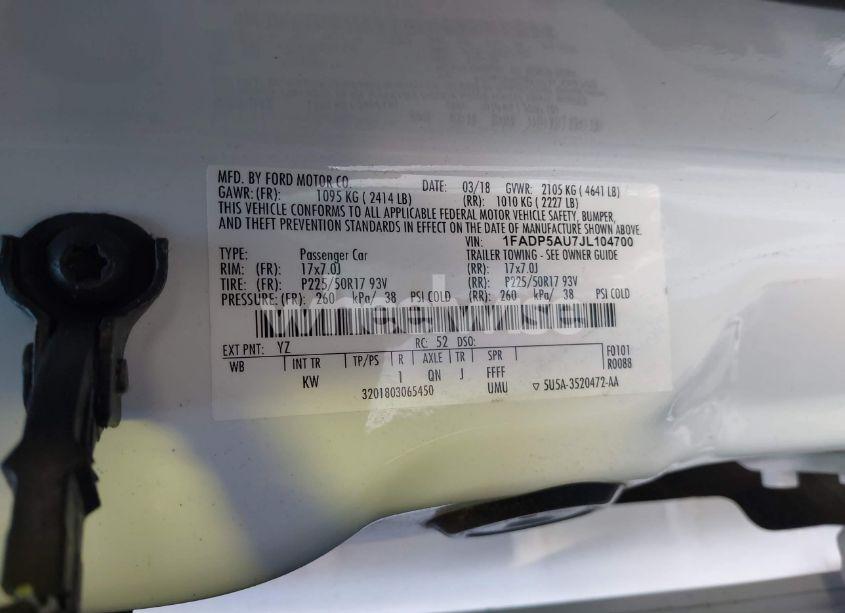 MFD. BY FORD MOTOR CO.
DATE: 03/18 GVWR: 2105 KG ( 4641 LB)
GAWR: (FR): 1095 KG ( 2414 LB) (RR): 1010 KG ( 2227 LB)
THIS VEHICLE CONFORMS TO ALL APPLICABLE FEDERAL MOTOR VEHICLE SAFETY, BUMPER,
AND THEFT PREVENTION STANDARDS IN EFFECT ON THE DATE OF MANUFACTURE SHOWN ABOVE.
VIN: 1FADP5AU7JL104700
TYPE: Passenger Car TRAILER TOWING - SEE OWNER GUIDE
RIM: (FR): 17x7.0J (RR): 17x7.0J
TIRE: (FR): P225/50R17 93V (RR): P225/50R17 93V
PRESSURE: (FR): 260 kPa/ 38 PSI COLD (RR): 260 kPa/ 38 PSI COLD
EXT PNT: YZ RC: 52 DSO:
WB INT TR TP/PS R AXLE TR SPR F0101
KW 1 QN J FFFF R0088
3201803065450 UMU ▽ 5U5A-3520472-AA